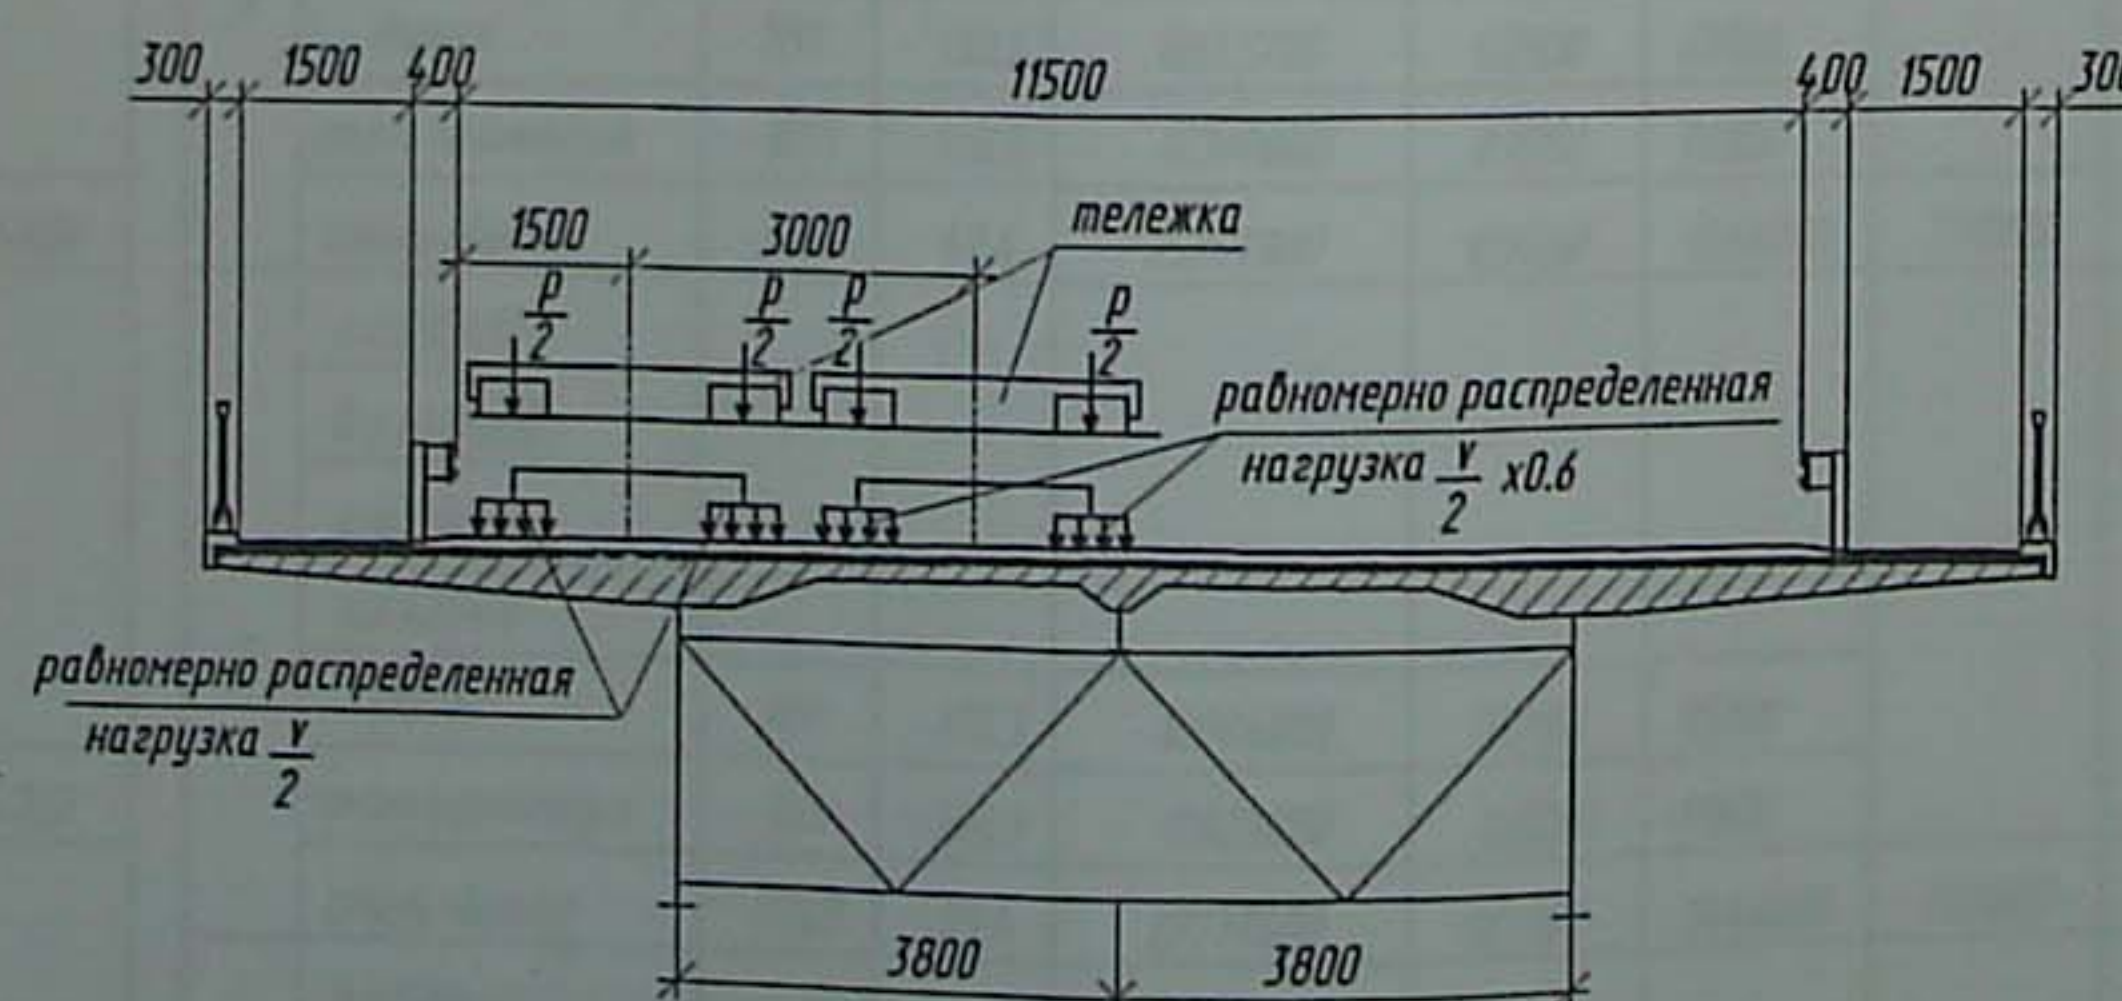 300 1500 400 11500 400 1500 300
1500 3000 тележка
P/2 P/2 P/2 P/2
равномерно распределенная
нагрузка v/2 x0.6
равномерно распределенная
нагрузка v/2
3800 3800